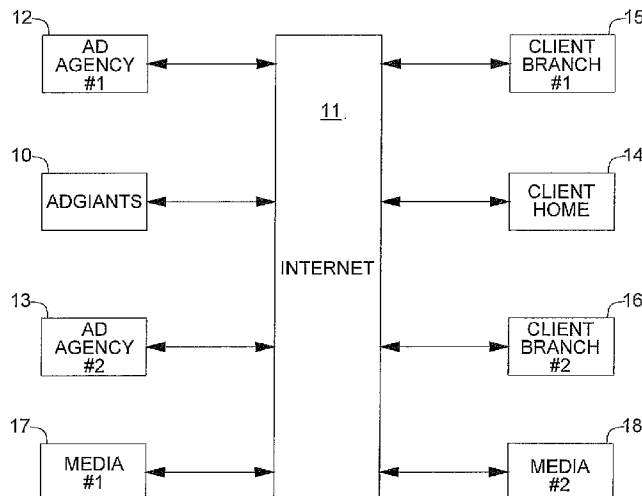 12
AD
AGENCY
#1
15
CLIENT
BRANCH
#1
11
10
ADGIANTS
14
CLIENT
HOME
INTERNET
13
AD
AGENCY
#2
16
CLIENT
BRANCH
#2
17
MEDIA
#1
18
MEDIA
#2